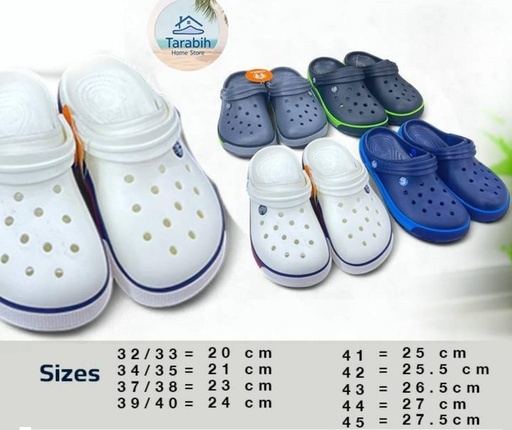 Tarabih
Home Store
Sizes
32/33 = 20 cm
34/35 = 21 cm
37/38 = 23 cm
39/40 = 24 cm
41 = 25 cm
42 = 25.5 cm
43 = 26.5cm
44 = 27 cm
45 = 27.5cm